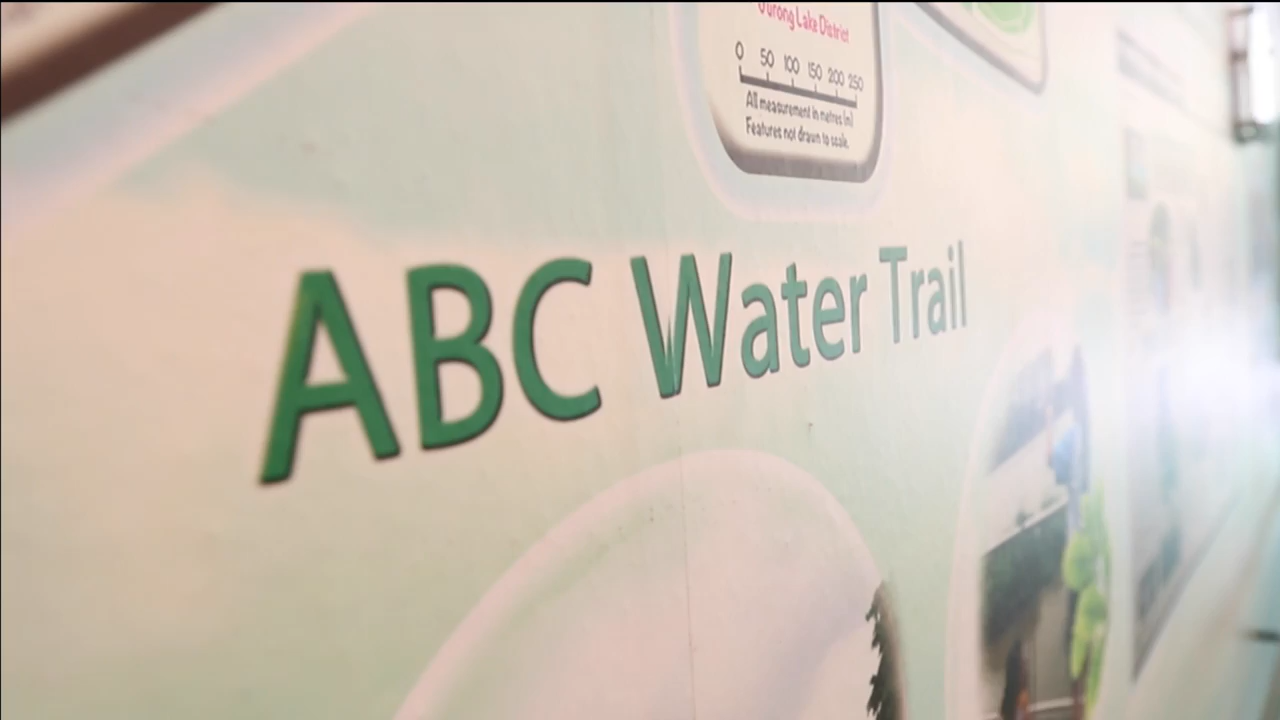 Jurong Lake District
0 50 100 150 200 250
All measurement in metres (m)
Features not drawn to scale.
ABC Water Trail